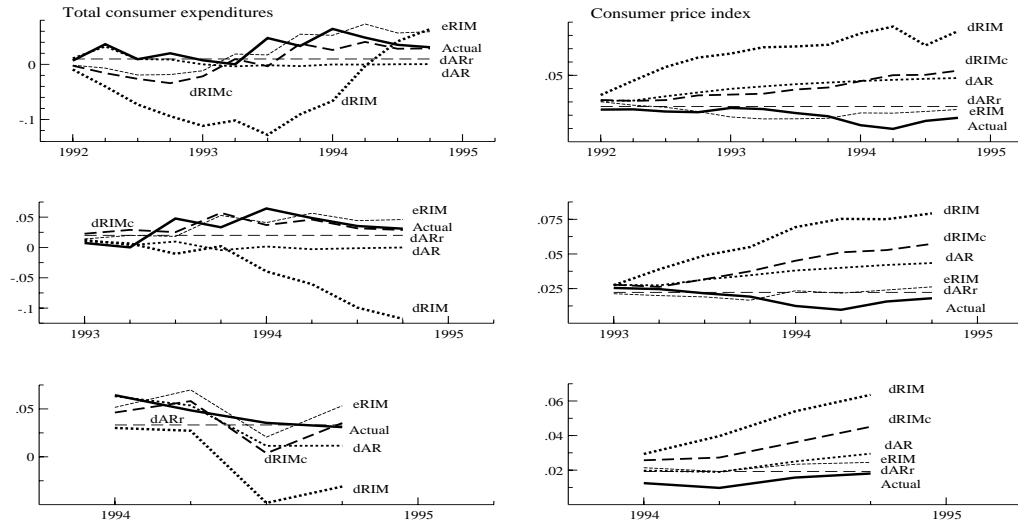 Total consumer expenditures
eRIM
Actual
dARr
dAR
dRIMc
dRIM
0
-.1
1992
1993
1994
1995
Consumer price index
dRIM
dRIMc
dAR
dARr
eRIM
Actual
.05
1992
1993
1994
1995
dRIMc
eRIM
Actual
dARr
dAR
dRIM
.05
0
-.05
-.1
1993
1994
1995
dRIM
dRIMc
dAR
eRIM
dARr
Actual
.075
.05
.025
1993
1994
1995
eRIM
dARr
Actual
dAR
dRIMc
dRIM
.05
0
1994
1995
dRIM
dRIMc
dAR
eRIM
dARr
Actual
.06
.04
.02
1994
1995